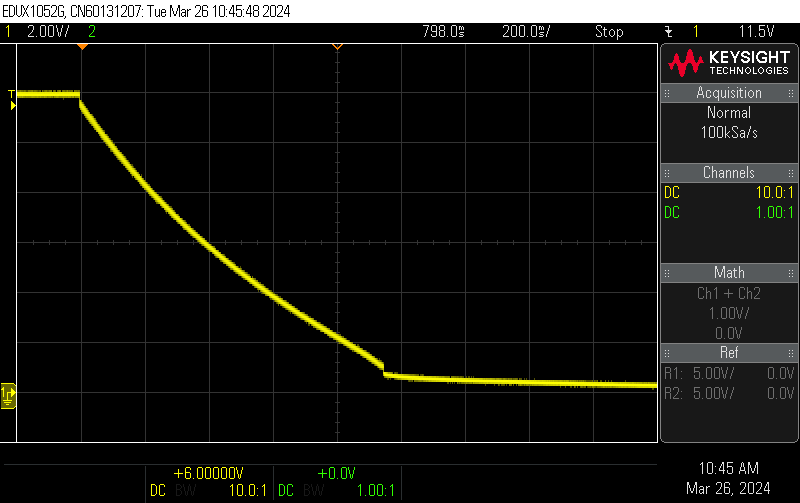 EDUX1052G, CN60131207: Tue Mar 26 10:45:48 2024
1 2.00V/ 2 798.0ms 200.0ms/ Stop 1 11.5V
KEYSIGHT
TECHNOLOGIES
Acquisition
Normal
100kSa/s
Channels
DC 10.0:1
DC 1.00:1
Math
Ch1 + Ch2
1.00V/
0.0V
Ref
R1: 5.00V/ 0.0V
R2: 5.00V/ 0.0V
T
1
+6.00000V +0.0V
DC BW 10.0:1 DC BW 1.00:1
10:45 AM
Mar 26, 2024